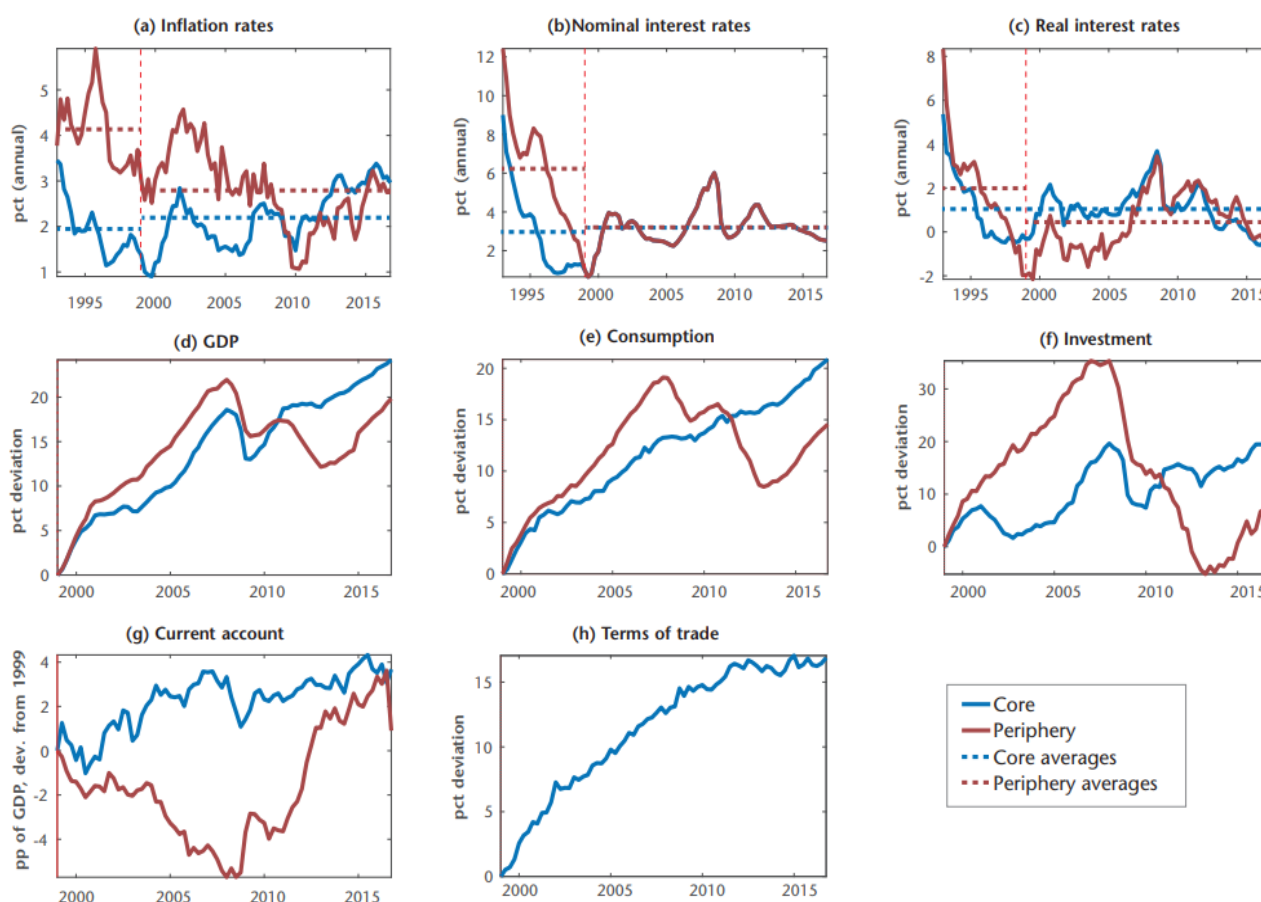 (a) Inflation rates
pct (annual)
5
4
3
2
1
1995 2000 2005 2010 2015
(b)Nominal interest rates
pct (annual)
12
10
8
6
4
2
1995 2000 2005 2010 2015
(c) Real interest rates
pct (annual)
8
6
4
2
0
-2
1995 2000 2005 2010 201
(d) GDP
pct deviation
20
15
10
5
0
2000 2005 2010 2015
(e) Consumption
pct deviation
20
15
10
5
0
2000 2005 2010 2015
(f) Investment
pct deviation
30
20
10
0
2000 2005 2010 201
(g) Current account
pp of GDP, dev. from 1999
4
2
0
-2
-4
2000 2005 2010 2015
(h) Terms of trade
pct deviation
15
10
5
0
2000 2005 2010 2015
Core
Periphery
Core averages
Periphery averages